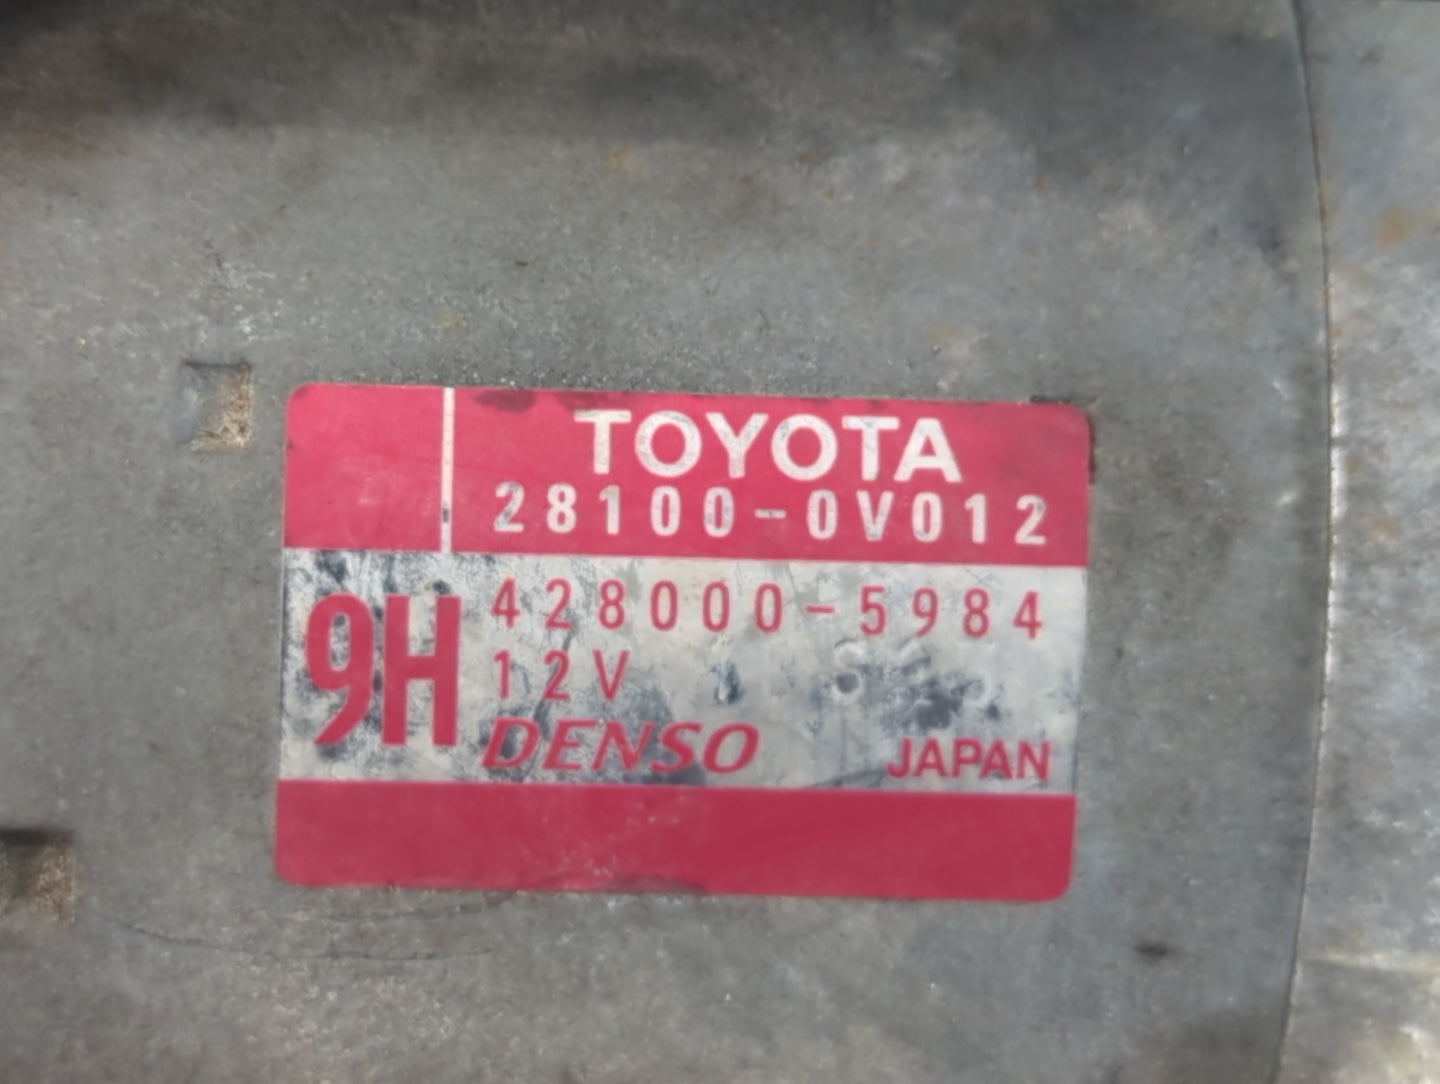 TOYOTA
28100-0V012
9H
428000-5984
12V
DENSO
JAPAN